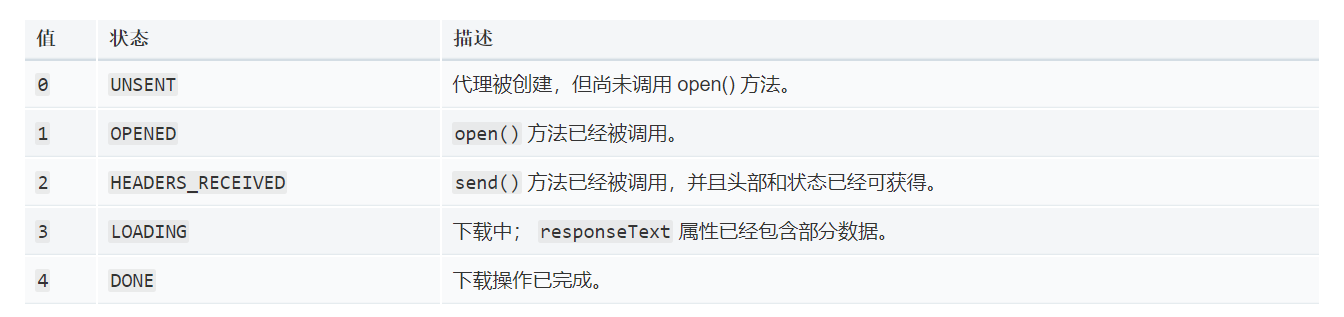 值 状态 描述
0 UNSENT 代理被创建，但尚未调用 open() 方法。
1 OPENED open() 方法已经被调用。
2 HEADERS_RECEIVED send() 方法已经被调用，并且头部和状态已经可获得。
3 LOADING 下载中； responseText 属性已经包含部分数据。
4 DONE 下载操作已完成。